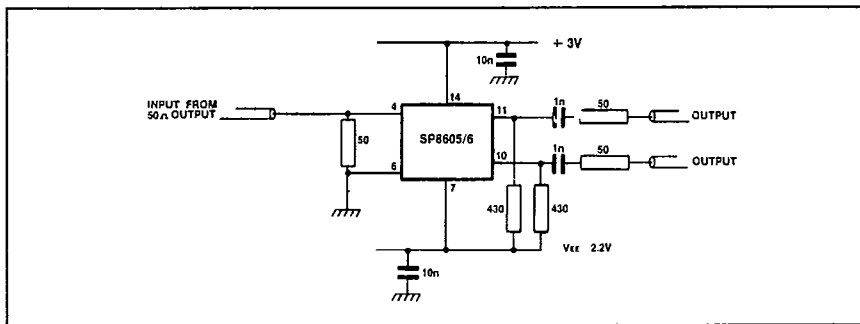 + 3V
10n
INPUT FROM
50Ω OUTPUT
4
14
11
1n
50
OUTPUT
50
SP8605/6
10
1n
50
OUTPUT
6
7
430
430
VEE 2.2V
10n